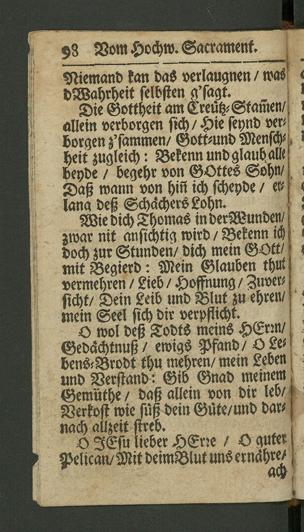 98 Vom Hochw. Sacrament.
Niemand kan das verlaugnen / was
d'Wahrheit selbsten g'sagt.
Die Gottheit am Creütz-Stam̃en /
allein verborgen sich / Hie seynd ver-
borgen z'sammen / Gott-und Mensch-
heit zugleich : Bekenn und glaub alle
beyde / begehr von GOttes Sohn /
Daß wann von hiñ ich scheyde / er-
lang deß Schächers Lohn.
Wie dich Thomas in der Wunden /
zwar nit ansichtig wird / Bekenn ich
doch zur Stunden / dich mein GOtt /
mit Begierd : Mein Glauben thut
vermehren / Lieb / Hoffnung / Zuver-
sicht / Dein Leib und Blut zu ehren /
mein Seel sich dir verpflicht.
O wol deß Todts meins HErrn /
Gedächtnuß / ewigs Pfand / O Le-
bens-Brodt thu mehren / mein Leben
und Verstand : Gib Gnad meinem
Gemüthe / daß allein von dir leb /
Verkost wie süß dein Güte / und dar-
nach allzeit streb.
O JEsu lieber HErre / O guter
Pelican / Mit deim Blut uns ernähre /
ach